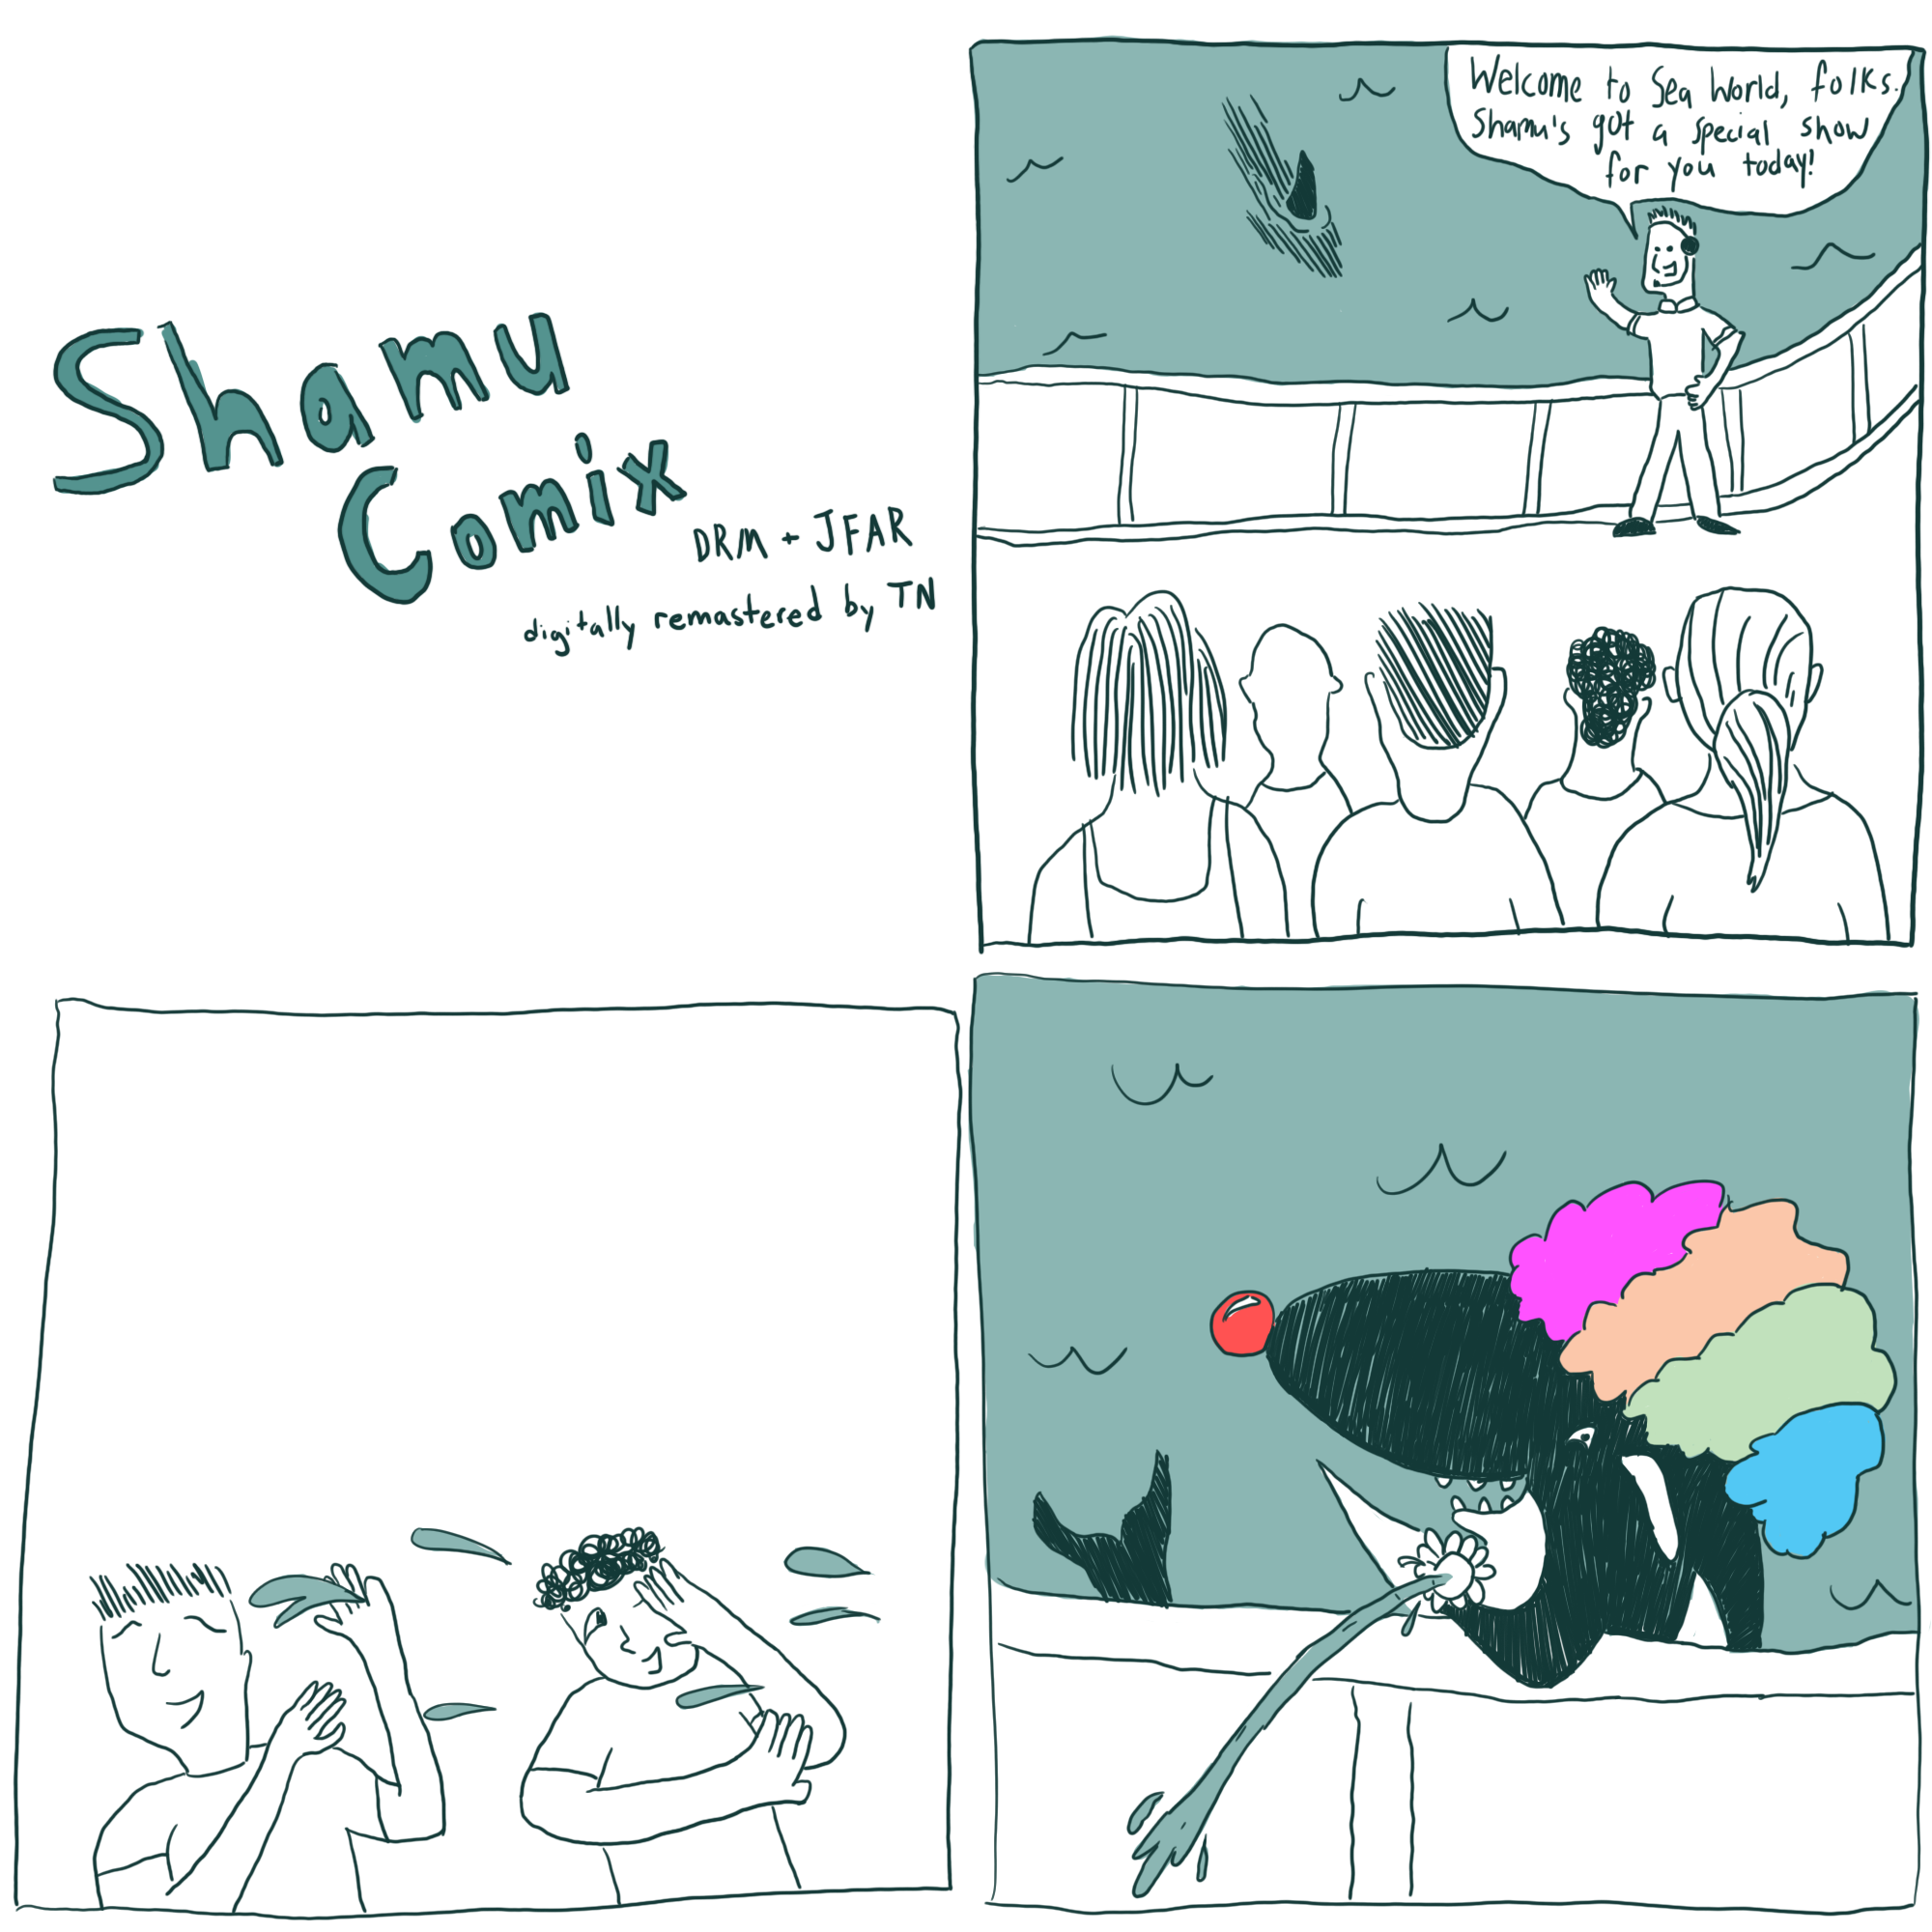 Shamu
Comix
DRM + JFAR
digitally remastered by TN
Welcome to Sea World, folks.
Shamu's got a special show
for you today!